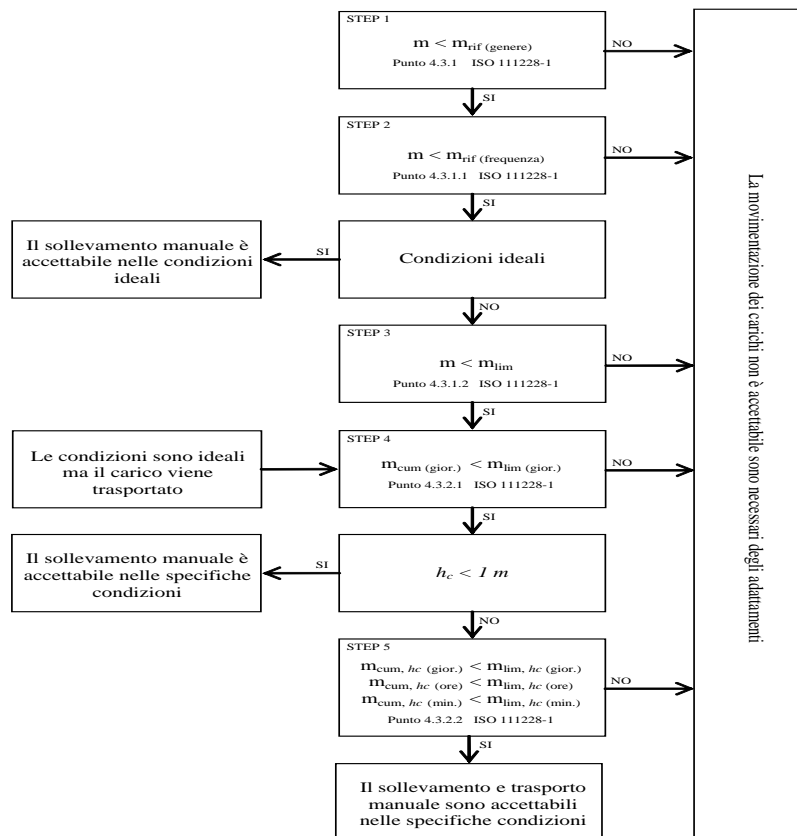 STEP 1
m < mrif (genere)
Punto 4.3.1 ISO 111228-1
NO
SI
STEP 2
m < mrif (frequenza)
Punto 4.3.1.1 ISO 111228-1
NO
SI
Il sollevamento manuale è
accettabile nelle condizioni
ideali
SI
Condizioni ideali
NO
STEP 3
m < mlim
Punto 4.3.1.2 ISO 111228-1
NO
SI
Le condizioni sono ideali
ma il carico viene
trasportato
STEP 4
mcum (gior.) < mlim (gior.)
Punto 4.3.2.1 ISO 111228-1
NO
SI
Il sollevamento manuale è
accettabile nelle specifiche
condizioni
SI
hc < 1 m
NO
STEP 5
mcum, hc (gior.) < mlim, hc (gior.)
mcum, hc (ore) < mlim, hc (ore)
mcum, hc (min.) < mlim, hc (min.)
Punto 4.3.2.2 ISO 111228-1
NO
SI
Il sollevamento e trasporto
manuale sono accettabili
nelle specifiche condizioni
La movimentazione dei carichi non è accettabile sono necessari degli adattamenti